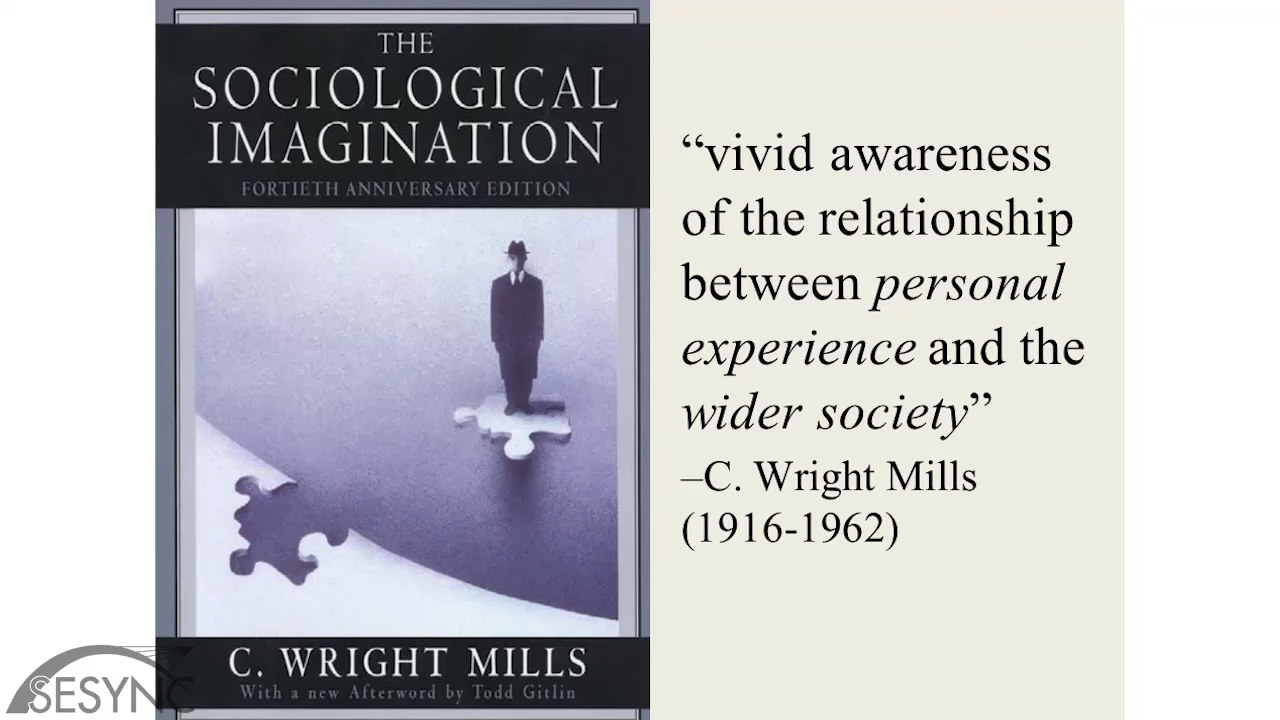 THE
SOCIOLOGICAL
IMAGINATION
FORTIETH ANNIVERSARY EDITION
C. WRIGHT MILLS
With a new Afterword by Todd Gitlin
“vivid awareness
of the relationship
between personal
experience and the
wider society”
–C. Wright Mills
(1916-1962)
SESYNC